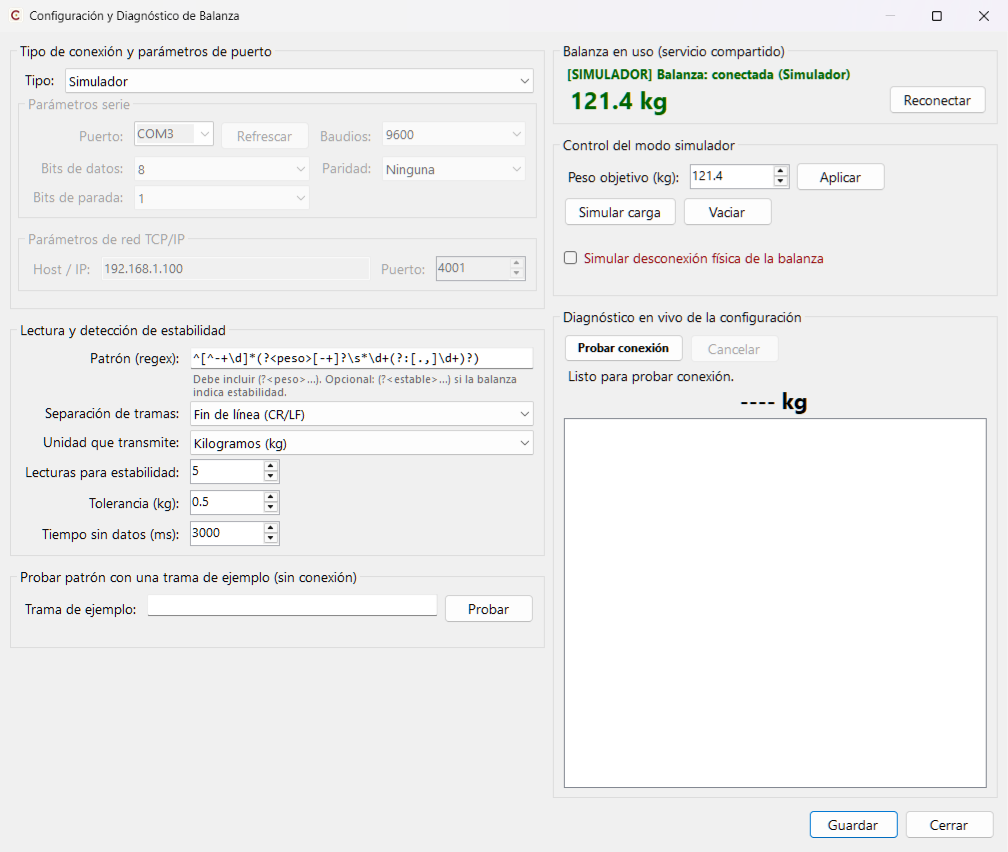 Configuración y Diagnóstico de Balanza
Tipo de conexión y parámetros de puerto
Tipo: Simulador
Parámetros serie
Puerto: COM3 Refrescar Baudios: 9600
Bits de datos: 8 Paridad: Ninguna
Bits de parada: 1
Parámetros de red TCP/IP
Host / IP: 192.168.1.100 Puerto: 4001
Lectura y detección de estabilidad
Patrón (regex): ^[^-+\d]*(?<peso>[-+]?\s*\d+(?:[.,]\d+)?)
Debe incluir (?<peso>...). Opcional: (?<estable>...) si la balanza
indica estabilidad.
Separación de tramas: Fin de línea (CR/LF)
Unidad que transmite: Kilogramos (kg)
Lecturas para estabilidad: 5
Tolerancia (kg): 0.5
Tiempo sin datos (ms): 3000
Probar patrón con una trama de ejemplo (sin conexión)
Trama de ejemplo: Probar
Balanza en uso (servicio compartido)
[SIMULADOR] Balanza: conectada (Simulador)
121.4 kg Reconectar
Control del modo simulador
Peso objetivo (kg): 121.4 Aplicar
Simular carga Vaciar
Simular desconexión física de la balanza
Diagnóstico en vivo de la configuración
Probar conexión Cancelar
Listo para probar conexión.
---- kg
Guardar Cerrar